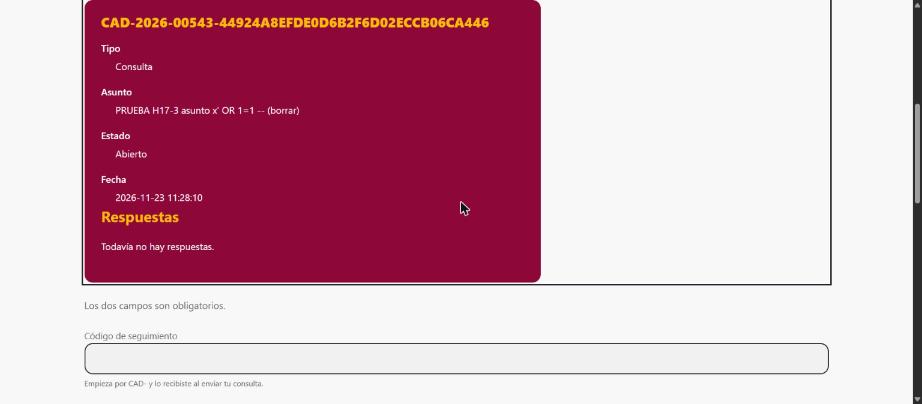 CAD-2026-00543-44924A8EFDE0D6B2F6D02ECCB06CA446
Tipo
Consulta
Asunto
PRUEBA H17-3 asunto x' OR 1=1 -- (borrar)
Estado
Abierto
Fecha
2026-11-23 11:28:10
Respuestas
Todavía no hay respuestas.
Los dos campos son obligatorios.
Código de seguimiento
Empieza por CAD- y lo recibiste al enviar tu consulta.